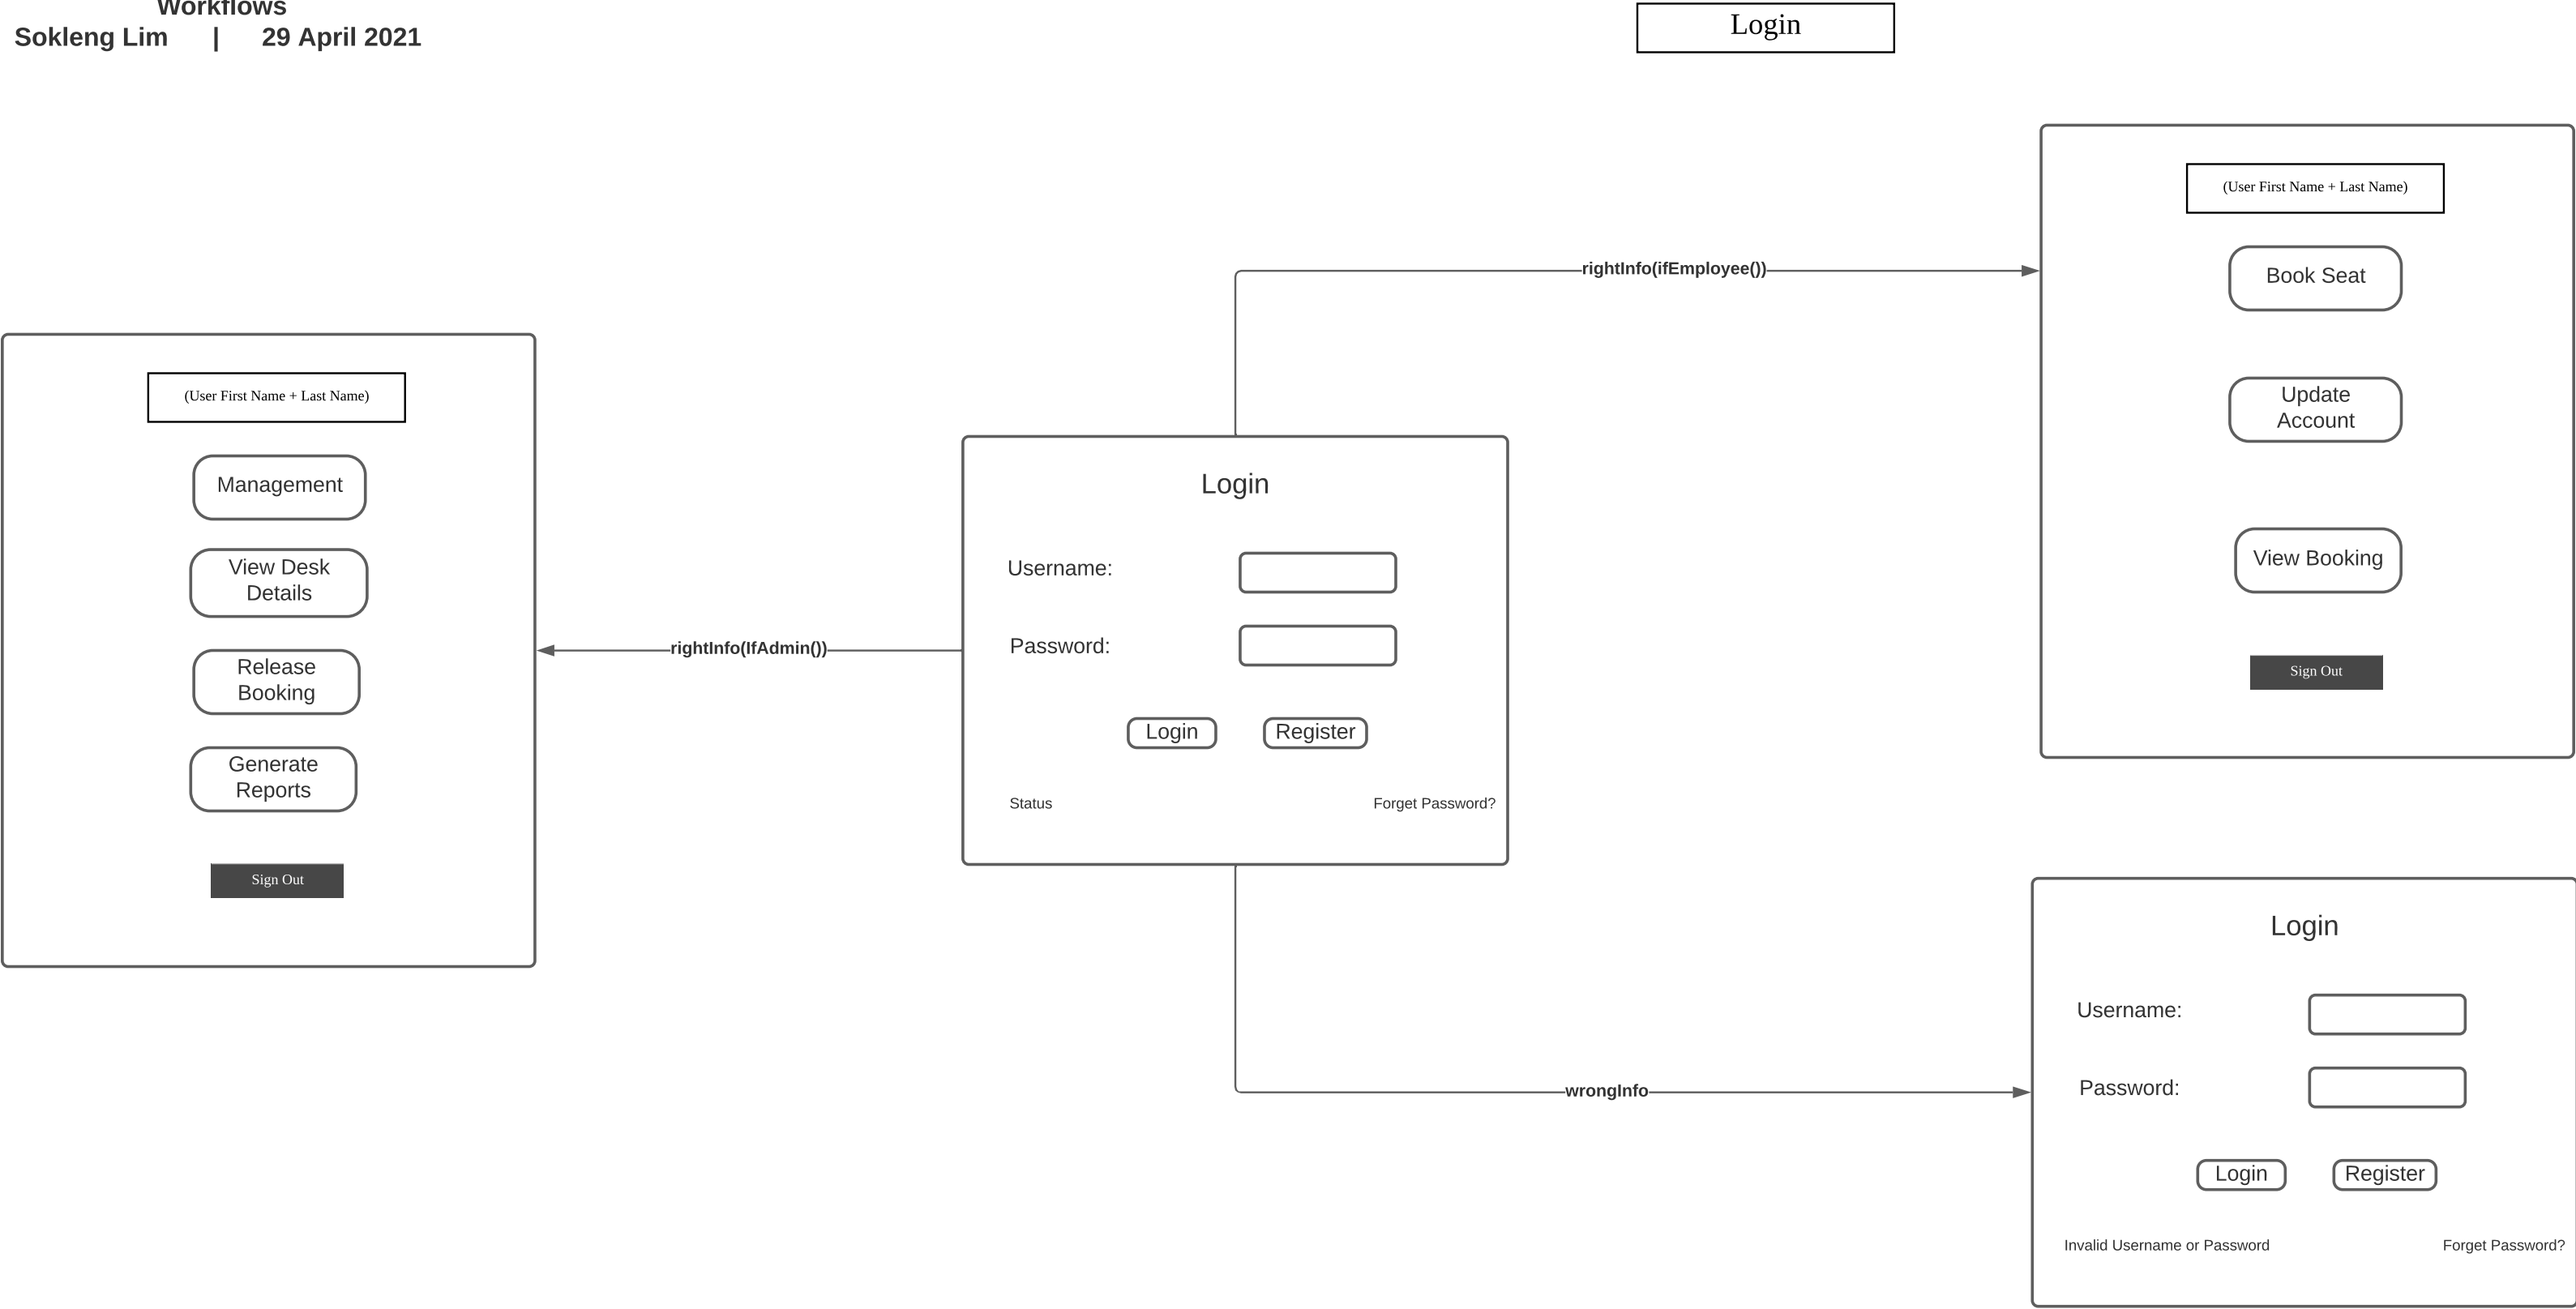 Workflows
Sokleng Lim | 29 April 2021
Login
(User First Name + Last Name)
Management
View Desk
Details
Release
Booking
Generate
Reports
Sign Out
rightInfo(IfAdmin())
Login
Username:
Password:
Login Register
Status Forget Password?
rightInfo(ifEmployee())
(User First Name + Last Name)
Book Seat
Update
Account
View Booking
Sign Out
wrongInfo
Login
Username:
Password:
Login Register
Invalid Username or Password Forget Password?